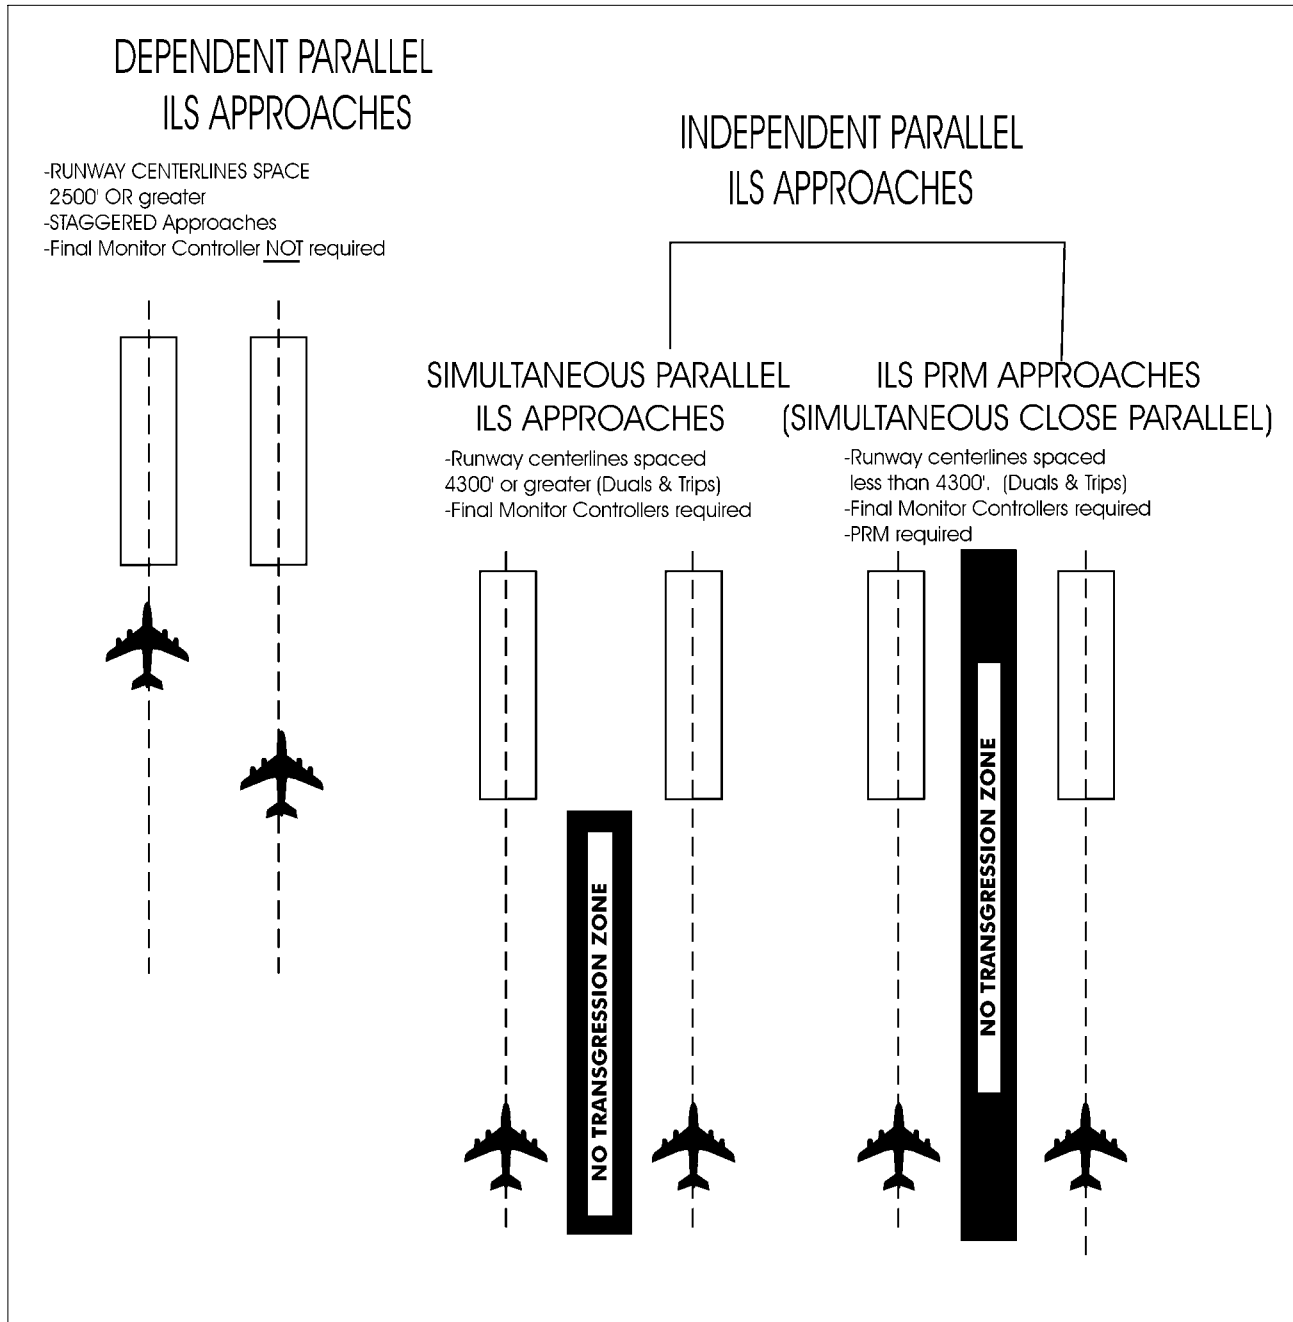 DEPENDENT PARALLEL
ILS APPROACHES
-RUNWAY CENTERLINES SPACE
2500' OR greater
-STAGGERED Approaches
-Final Monitor Controller NOT required
INDEPENDENT PARALLEL
ILS APPROACHES
SIMULTANEOUS PARALLEL
ILS APPROACHES
-Runway centerlines spaced
4300' or greater (Duals & Trips)
-Final Monitor Controllers required
NO TRANSGRESSION ZONE
ILS PRM APPROACHES
(SIMULTANEOUS CLOSE PARALLEL)
-Runway centerlines spaced
less than 4300'. (Duals & Trips)
-Final Monitor Controllers required
-PRM required
NO TRANSGRESSION ZONE